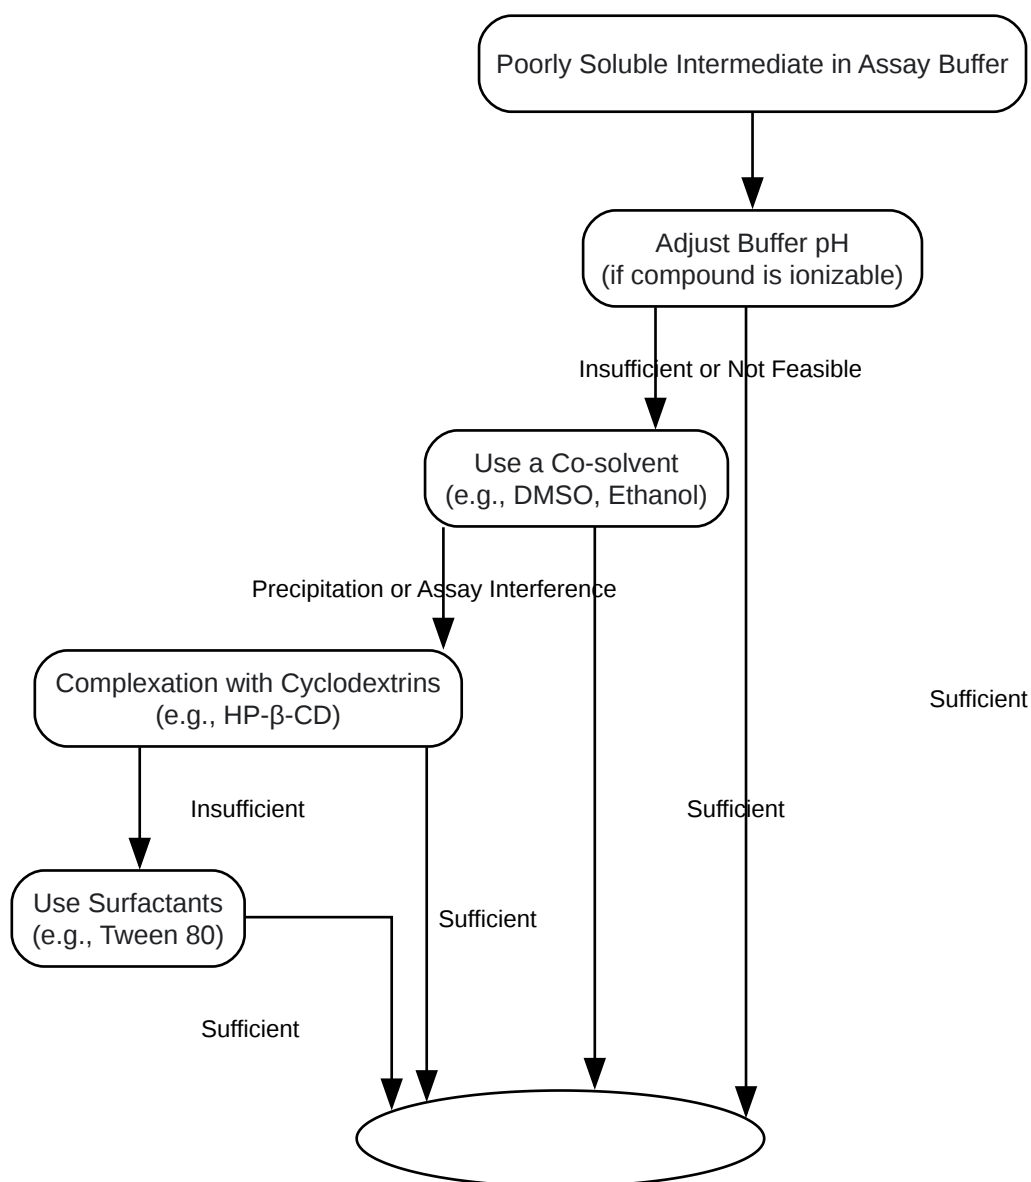 Poorly Soluble Intermediate in Assay Buffer
Adjust Buffer pH
(if compound is ionizable)
Insufficient or Not Feasible
Use a Co-solvent
(e.g., DMSO, Ethanol)
Precipitation or Assay Interference
Complexation with Cyclodextrins
(e.g., HP-β-CD)
Sufficient
Insufficient
Sufficient
Use Surfactants
(e.g., Tween 80)
Sufficient
Sufficient